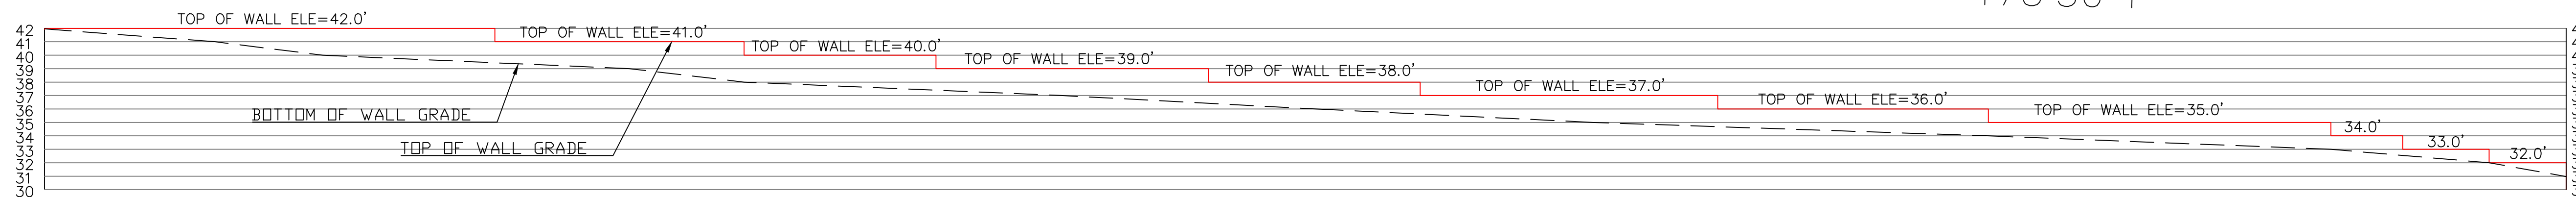 TOP OF WALL ELE=42.0'
TOP OF WALL ELE=41.0'
TOP OF WALL ELE=40.0'
TOP OF WALL ELE=39.0'
TOP OF WALL ELE=38.0'
TOP OF WALL ELE=37.0'
TOP OF WALL ELE=36.0'
TOP OF WALL ELE=35.0'
34.0'
33.0'
32.0'
BOTTOM OF WALL GRADE
TOP OF WALL GRADE
42
41
40
39
38
37
36
35
34
33
32
31
30